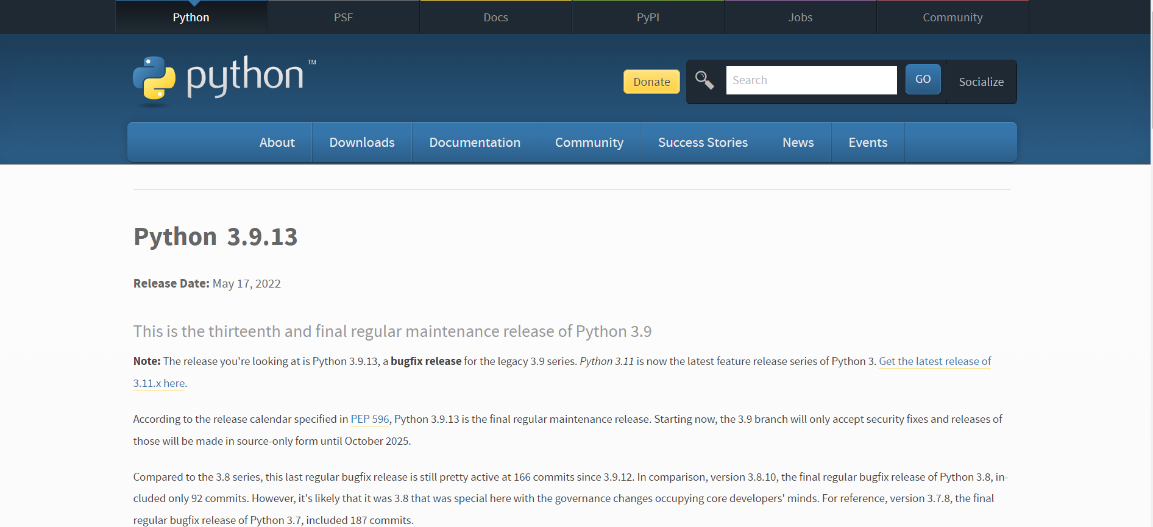 Python PSF Docs PyPI Jobs Community
python™
Donate Search GO Socialize
About Downloads Documentation Community Success Stories News Events
Python 3.9.13
Release Date: May 17, 2022
This is the thirteenth and final regular maintenance release of Python 3.9
Note: The release you're looking at is Python 3.9.13, a bugfix release for the legacy 3.9 series. Python 3.11 is now the latest feature release series of Python 3. Get the latest release of
3.11.x here.
According to the release calendar specified in PEP 596, Python 3.9.13 is the final regular maintenance release. Starting now, the 3.9 branch will only accept security fixes and releases of
those will be made in source-only form until October 2025.
Compared to the 3.8 series, this last regular bugfix release is still pretty active at 166 commits since 3.9.12. In comparison, version 3.8.10, the final regular bugfix release of Python 3.8, in-
cluded only 92 commits. However, it's likely that it was 3.8 that was special here with the governance changes occupying core developers' minds. For reference, version 3.7.8, the final
regular bugfix release of Python 3.7, included 187 commits.